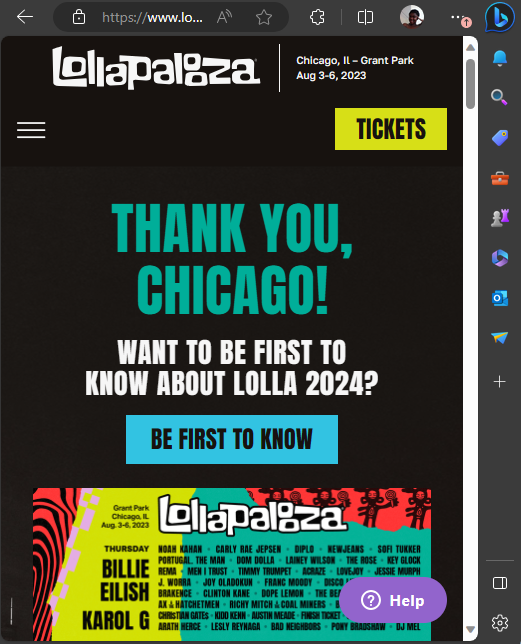 https://www.lo...
Lollapalooza
Chicago, IL – Grant Park
Aug 3-6, 2023
TICKETS
THANK YOU,
CHICAGO!
WANT TO BE FIRST TO
KNOW ABOUT LOLLA 2024?
BE FIRST TO KNOW
Grant Park
Chicago, IL
Aug. 3-6, 2023
Lollapalooza
THURSDAY
BILLIE
EILISH
KAROL G
NOAH KAHAN • CARLY RAE JEPSEN • DIPLO • NEWJEANS • SOFI TUKKER
PORTUGAL. THE MAN • DOM DOLLA • LAINEY WILSON • THE ROSE • KEY GLOCK
REMA • MEN I TRUST • TIMMY TRUMPET • ACRAZE • LOVEJOY • JESSIE MURPH
J. WORRA • JOY OLADOKUN • FRANC MOODY • DISCO
BRAKENCE • CLINTON KANE • DOPE LEMON • THE BEA
AX & HATCHETMEN • RICHY MITCH & COAL MINERS • BA
CHRISTIAN GATES • KIDD KENN • AUSTIN MEADE • FINISH TICKET
ARATH HERCE • LESLY REYNAGA • BAD NEIGHBORS • PONY BRADSHAW • DJ MEL
Help